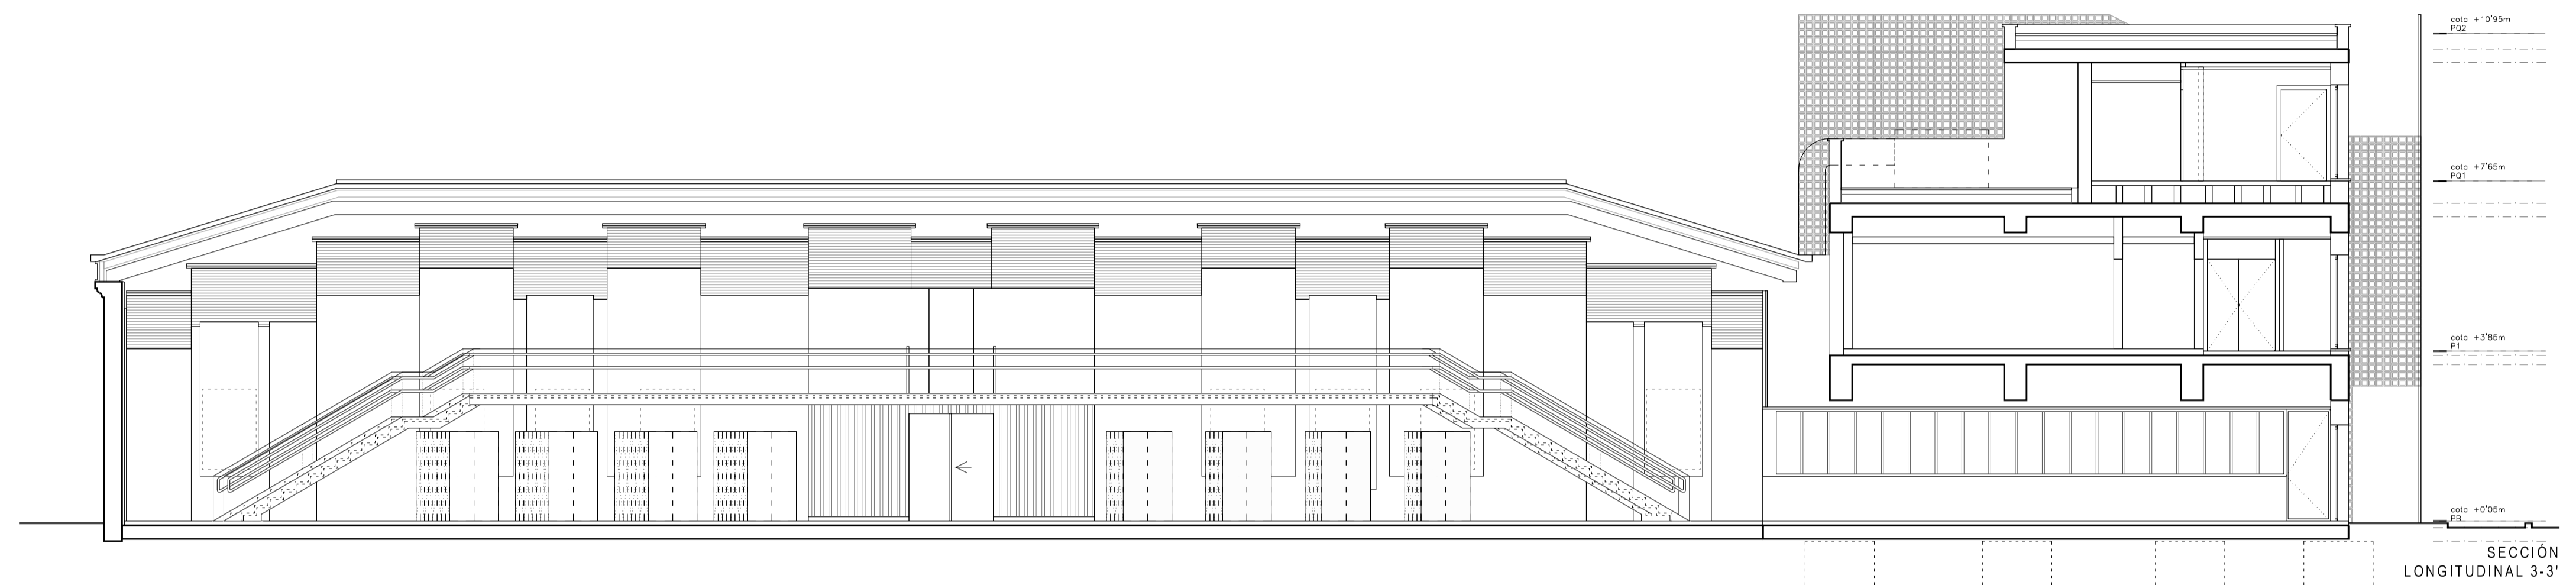 cota +10'95m
PQ2
cota +7'65m
PQ1
cota +3'85m
P1
cota +0'05m
PB
SECCIÓN
LONGITUDINAL 3-3'